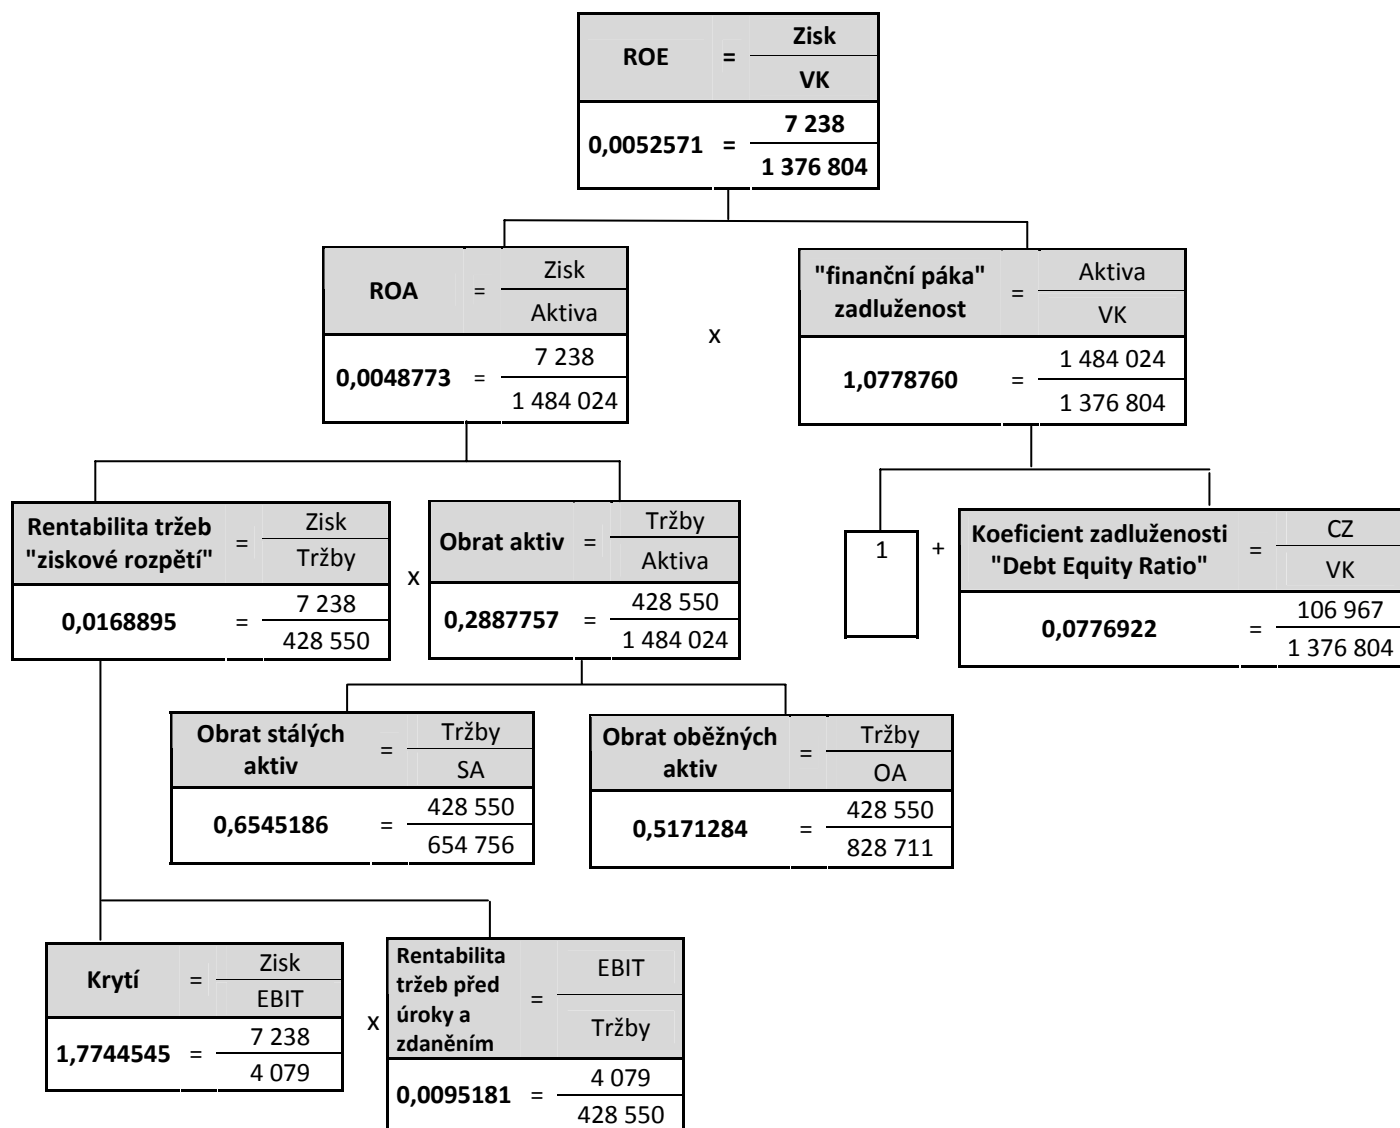 ROE = Zisk
VK
0,0052571 = 7 238
1 376 804
ROA = Zisk
Aktiva
0,0048773 = 7 238
1 484 024
x
"finanční páka"
zadluženost = Aktiva
VK
1,0778760 = 1 484 024
1 376 804
Rentabilita tržeb
"ziskové rozpětí" = Zisk
Tržby
0,0168895 = 7 238
428 550
x
Obrat aktiv = Tržby
Aktiva
0,2887757 = 428 550
1 484 024
1
+
Koeficient zadluženosti
"Debt Equity Ratio" = CZ
VK
0,0776922 = 106 967
1 376 804
Obrat stálých
aktiv = Tržby
SA
0,6545186 = 428 550
654 756
Obrat oběžných
aktiv = Tržby
OA
0,5171284 = 428 550
828 711
Krytí = Zisk
EBIT
1,7744545 = 7 238
4 079
x
Rentabilita
tržeb před
úroky a
zdaněním = EBIT
Tržby
0,0095181 = 4 079
428 550